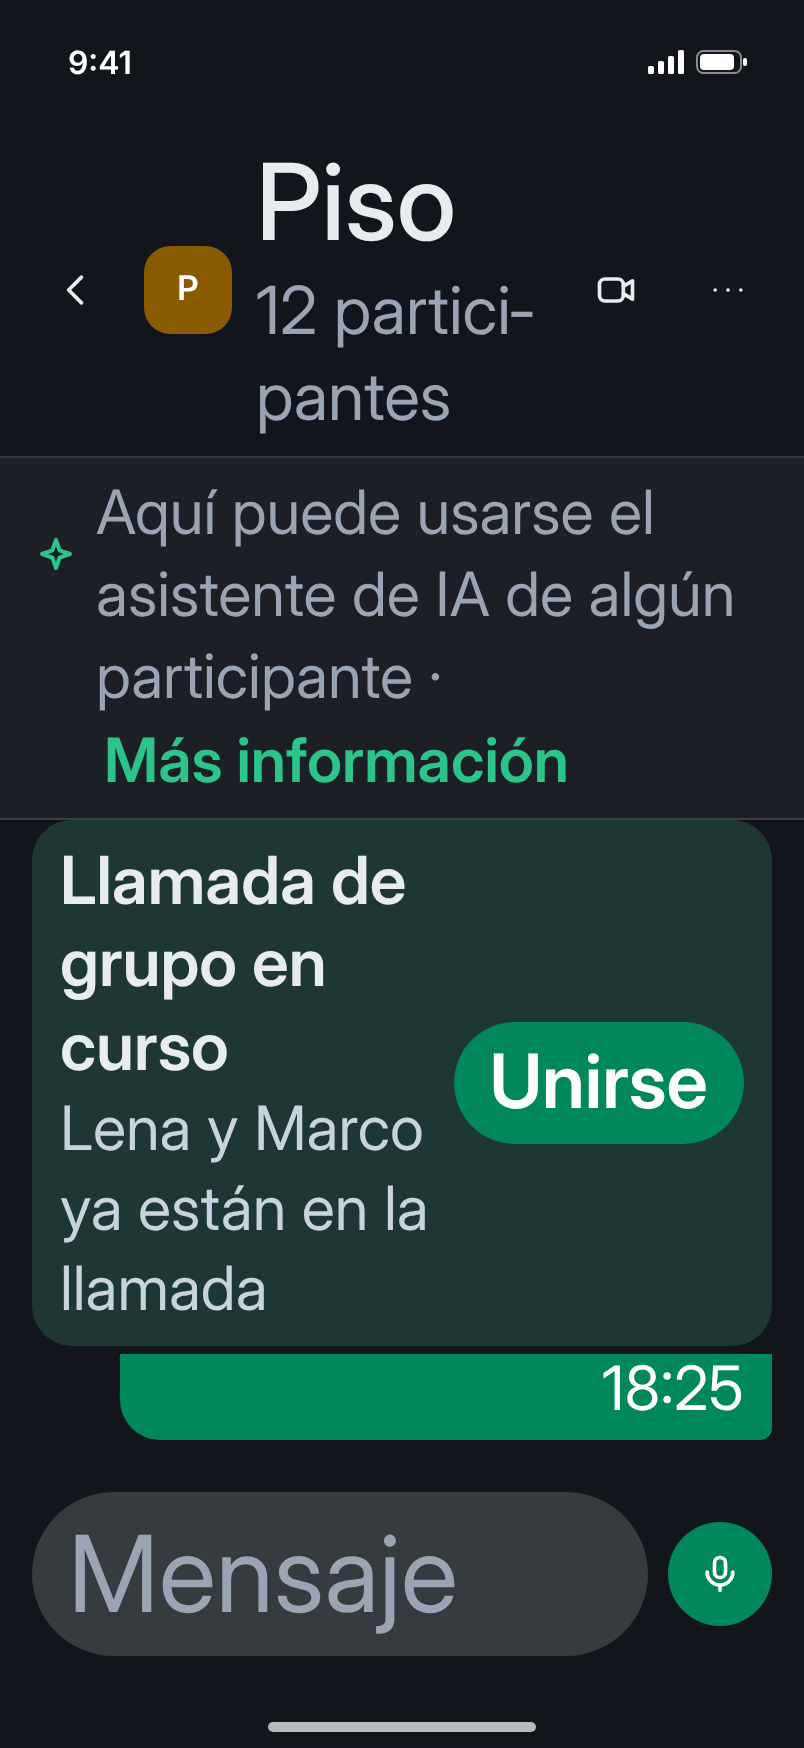 9:41
Piso
P
12 partici-
pantes
Aquí puede usarse el
asistente de IA de algún
participante ·
Más información
Llamada de
grupo en
curso
Unirse
Lena y Marco
ya están en la
llamada
18:25
Mensaje